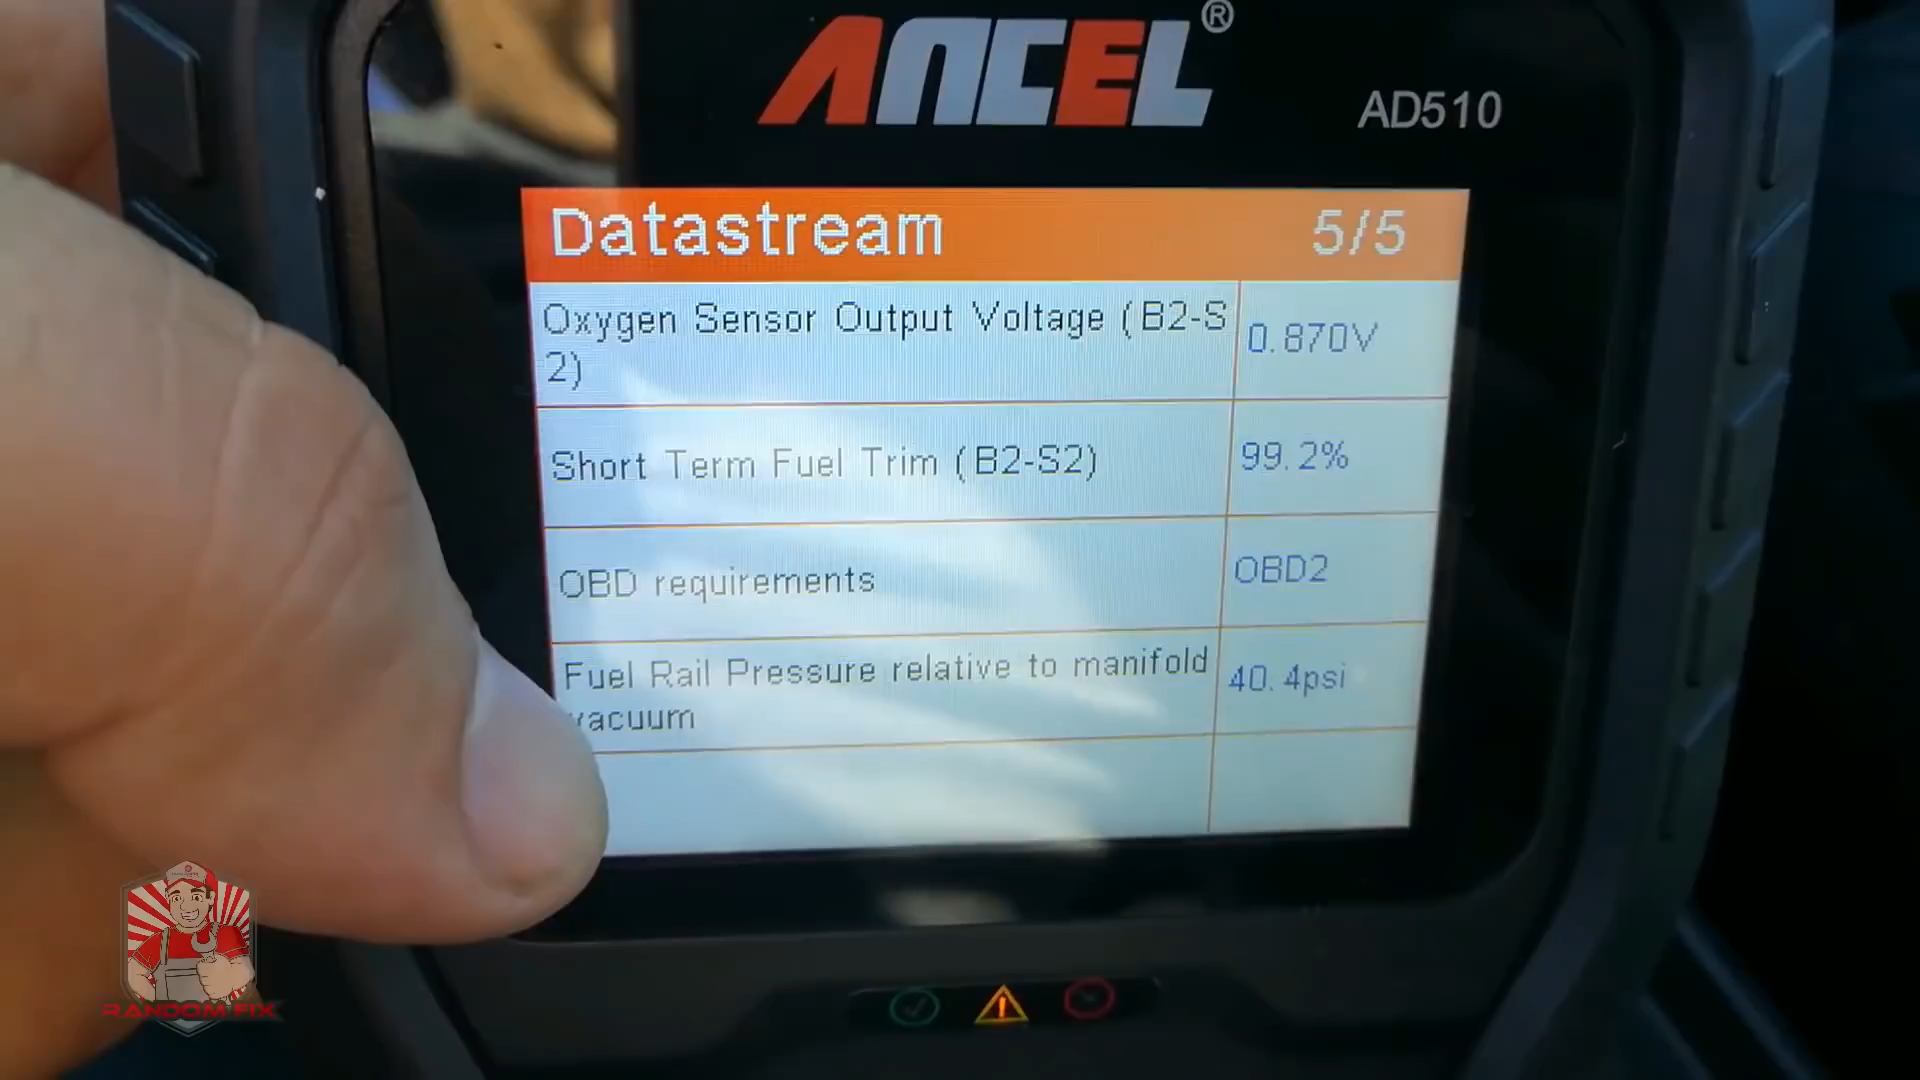 ANCEL®
AD510
Datastream 5/5
Oxygen Sensor Output Voltage (B2-S
2)
0.870V
Short Term Fuel Trim (B2-S2) 99.2%
OBD requirements OBD2
Fuel Rail Pressure relative to manifold
vacuum
40.4psi
RANDOM FIX